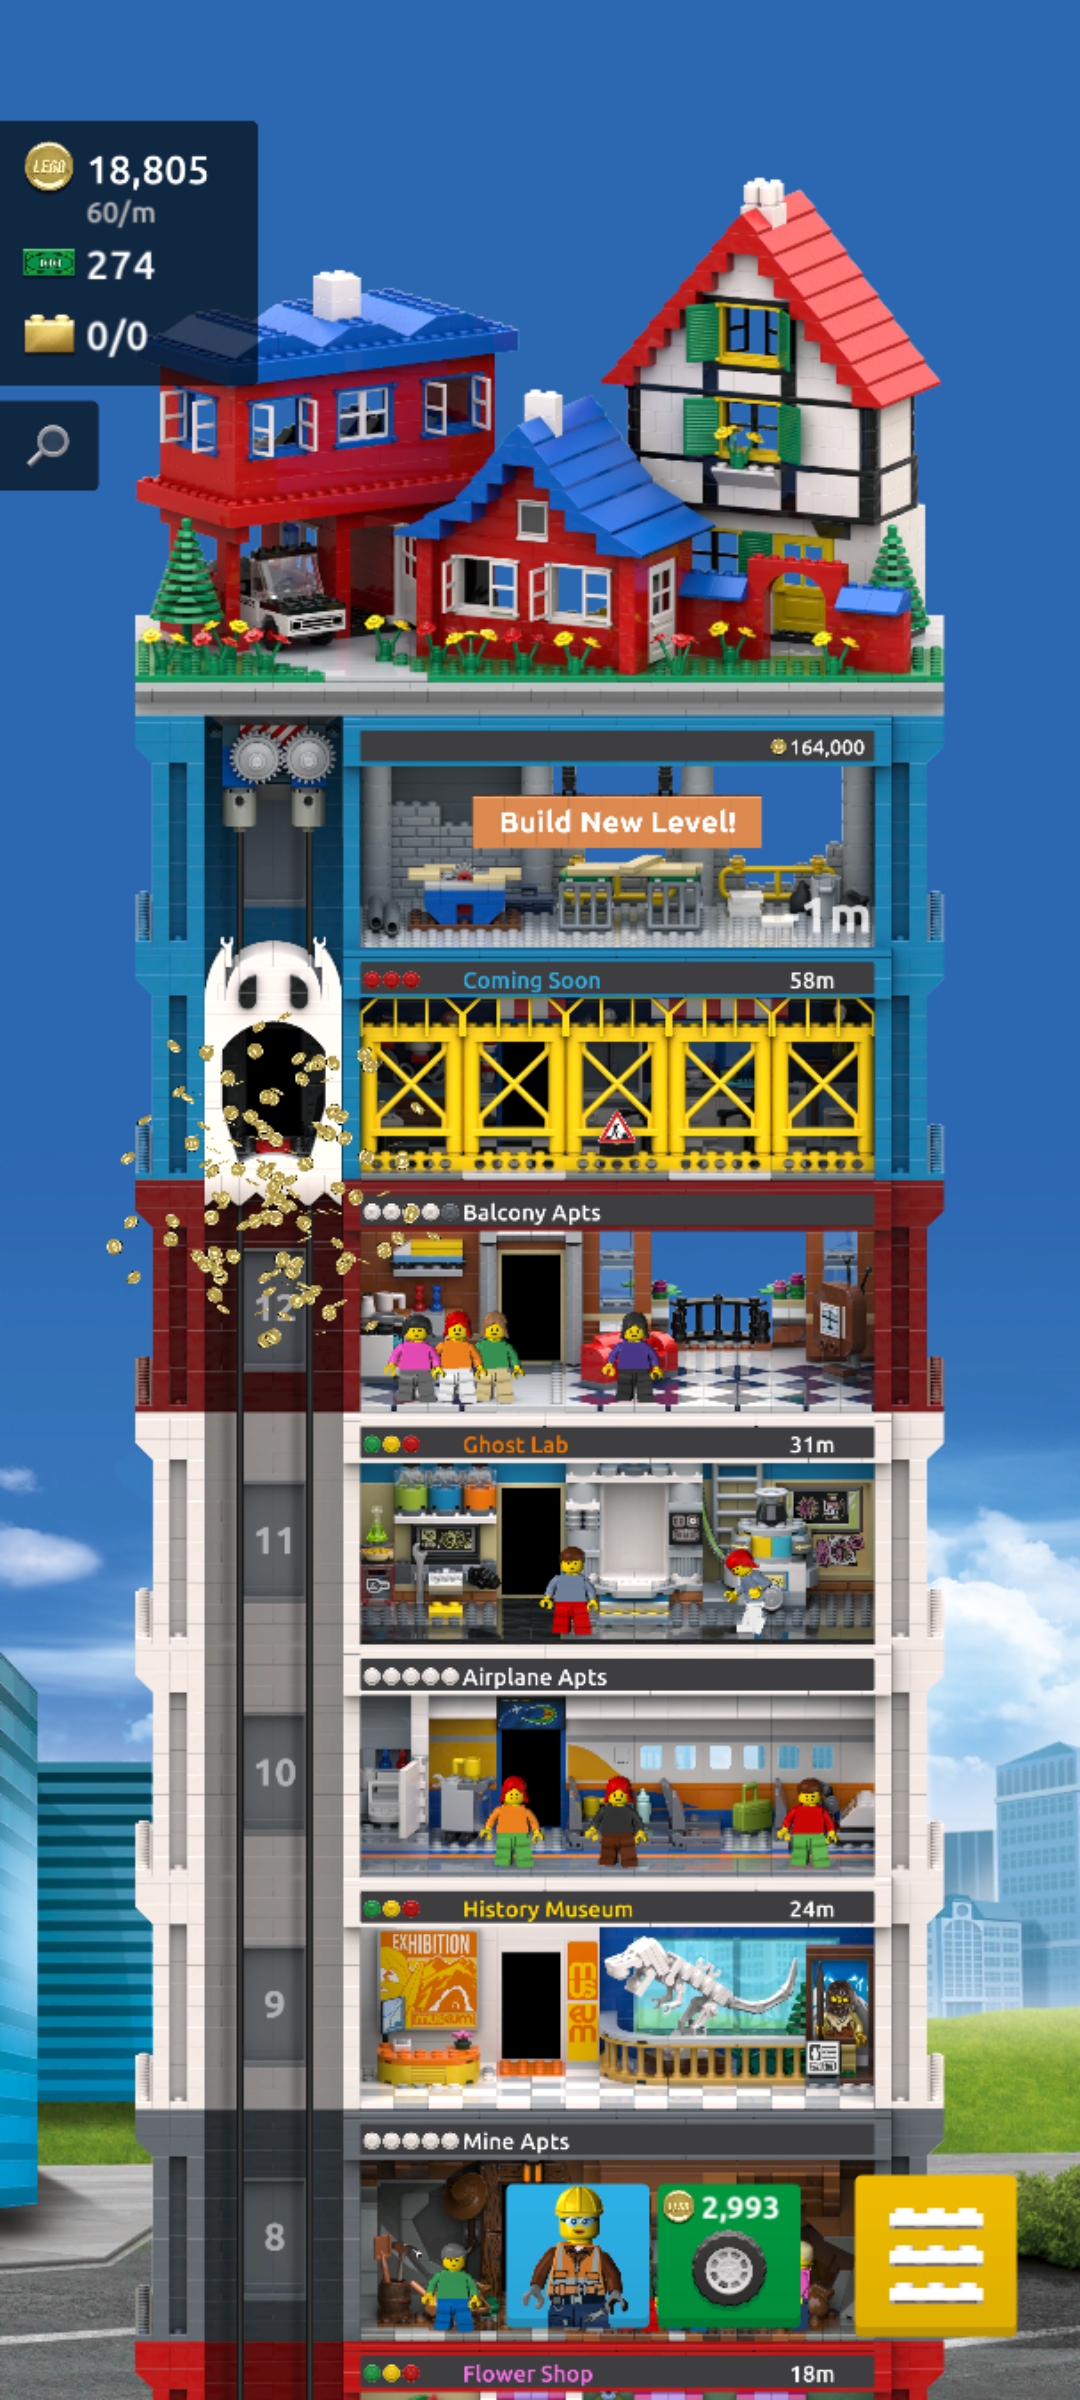 LEGO 18,805
60/m
274
0/0
164,000
Build New Level!
1m
Coming Soon 58m
Balcony Apts
12
Ghost Lab 31m
11
Airplane Apts
10
History Museum 24m
EXHIBITION
museum
museum
9
Mine Apts
2,993
8
Flower Shop 18m